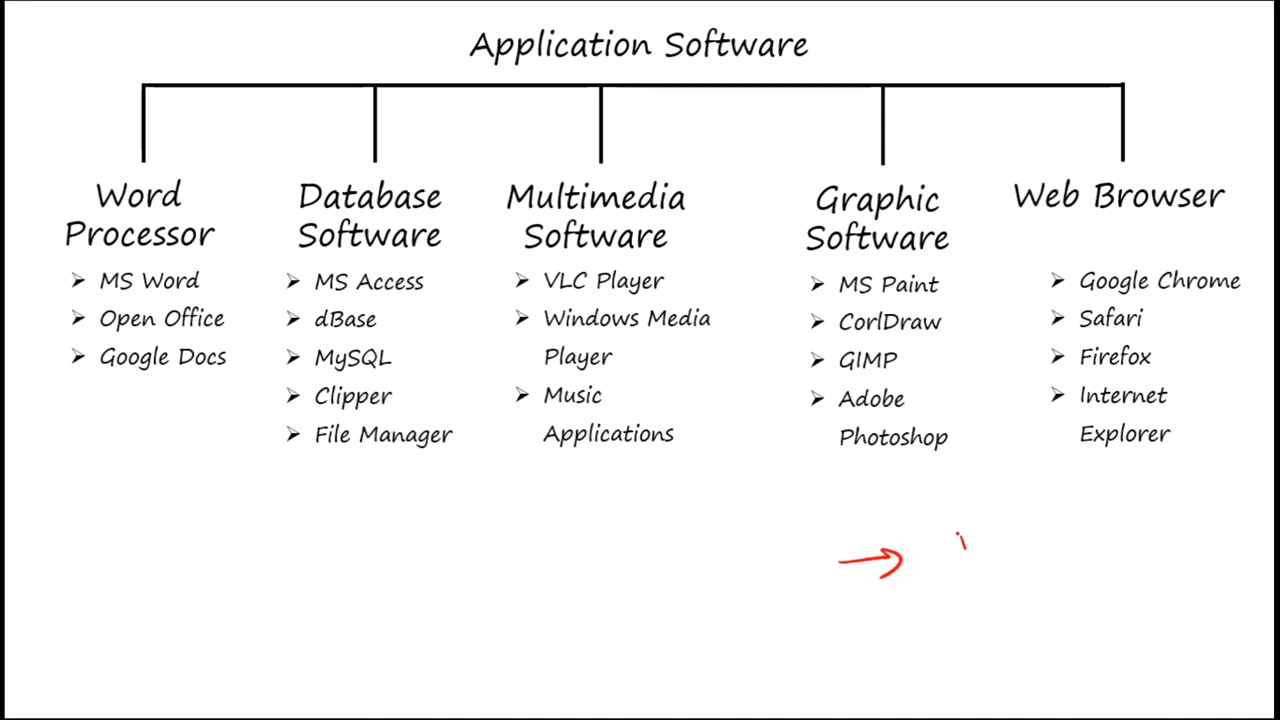 Application Software
Word
Processor
➢ MS Word
➢ Open Office
➢ Google Docs
Database
Software
➢ MS Access
➢ dBase
➢ MySQL
➢ Clipper
➢ File Manager
Multimedia
Software
➢ VLC Player
➢ Windows Media
Player
➢ Music
Applications
Graphic
Software
➢ MS Paint
➢ CorlDraw
➢ GIMP
➢ Adobe
Photoshop
Web Browser
➢ Google Chrome
➢ Safari
➢ Firefox
➢ Internet
Explorer